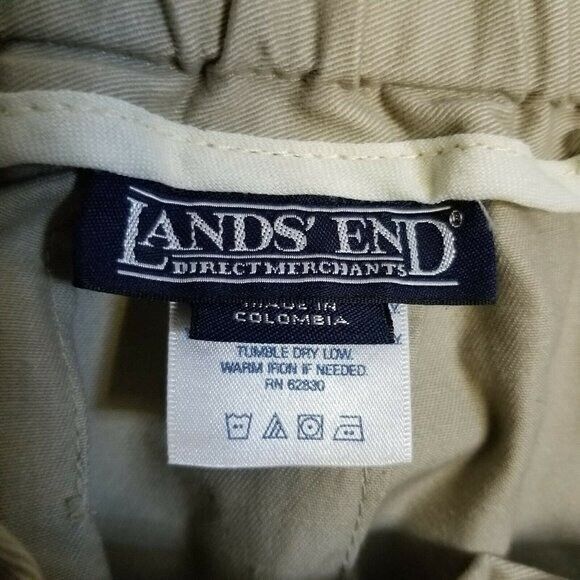 LANDS' END®
DIRECT MERCHANTS
MADE IN
COLOMBIA
TUMBLE DRY LOW.
WARM IRON IF NEEDED
RN 62830